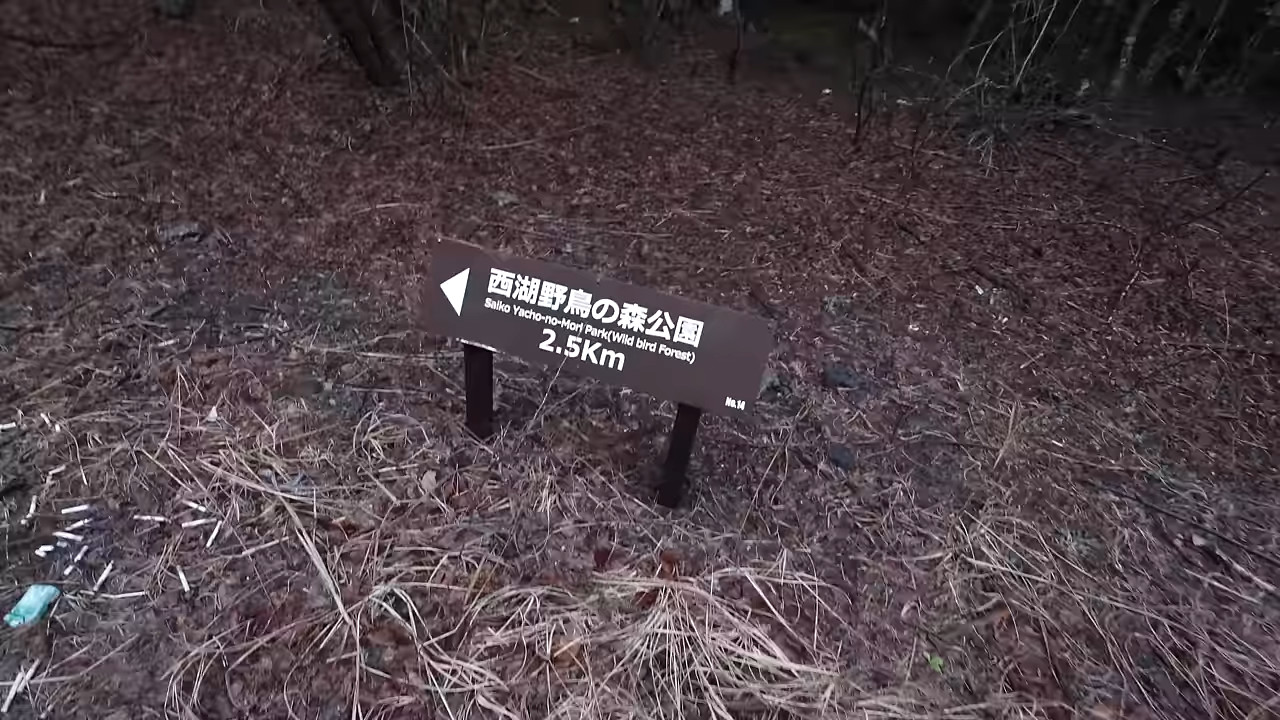 西湖野鳥の森公園
Saiko Yacho-no-Mori Park(Wild bird Forest)
2.5Km
No.14